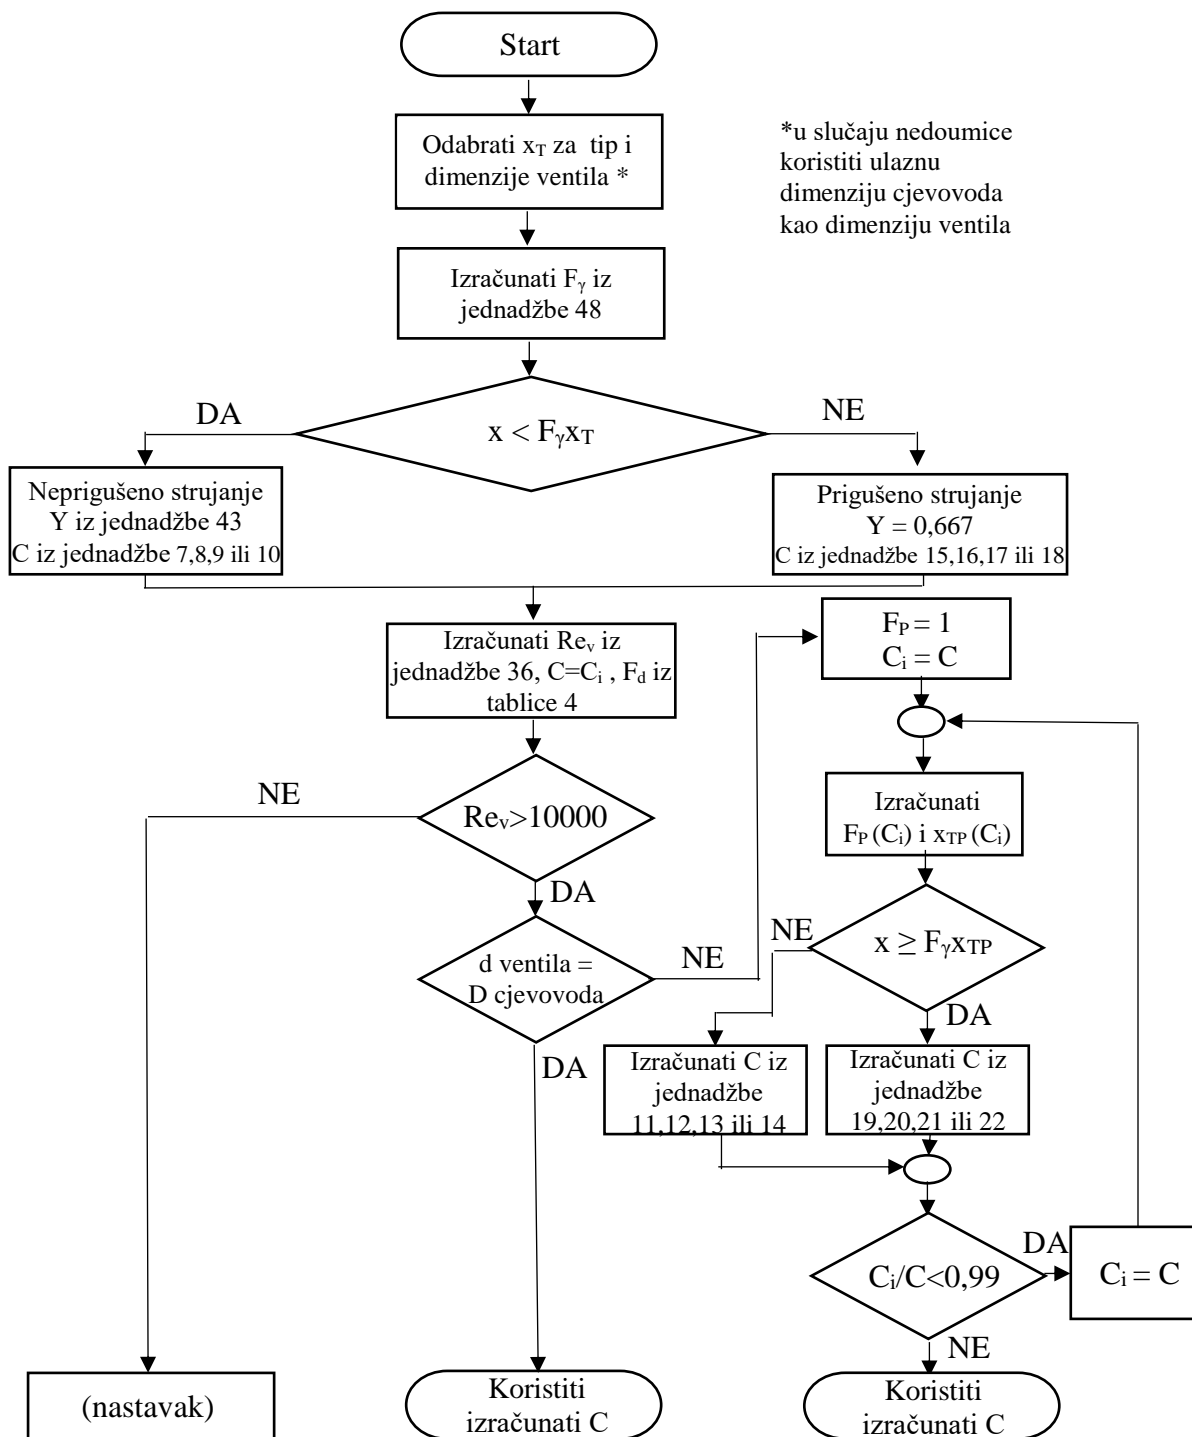 Start
Odabrati xT za tip i
dimenzije ventila *
*u slučaju nedoumice
koristiti ulaznu
dimenziju cjevovoda
kao dimenziju ventila
Izračunati Fγ iz
jednadžbe 48
x < FγxT
DA
NE
Neprigušeno strujanje
Y iz jednadžbe 43
C iz jednadžbe 7,8,9 ili 10
Prigušeno strujanje
Y = 0,667
C iz jednadžbe 15,16,17 ili 18
Izračunati Rev iz
jednadžbe 36, C=Ci , Fd iz
tablice 4
FP = 1
Ci = C
Rev>10000
NE
DA
Izračunati
FP (Ci) i xTP (Ci)
d ventila =
D cjevovoda
NE
DA
x ≥ FγxTP
NE
DA
Izračunati C iz
jednadžbe
11,12,13 ili 14
Izračunati C iz
jednadžbe
19,20,21 ili 22
Ci/C<0,99
DA
Ci = C
NE
(nastavak)
Koristiti
izračunati C
Koristiti
izračunati C